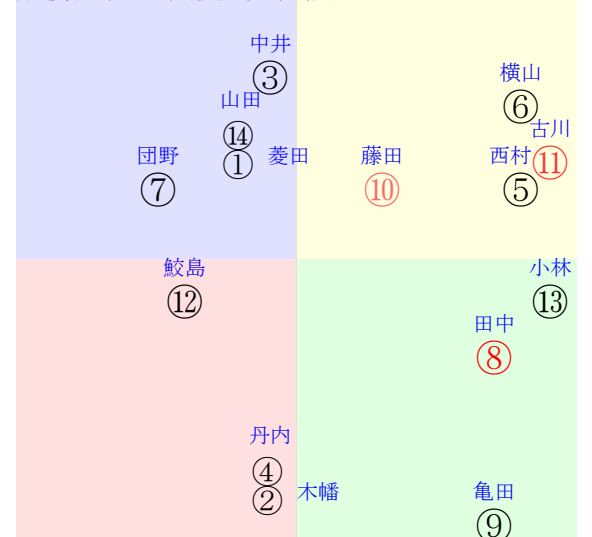 中井
③
横山
⑥
山田
⑭
古川
⑪
団野
⑦
①
菱田
藤田
⑩
西村
⑤
鮫島
⑫
小林
⑬
田中
⑧
丹内
④
②
木幡
亀田
⑨